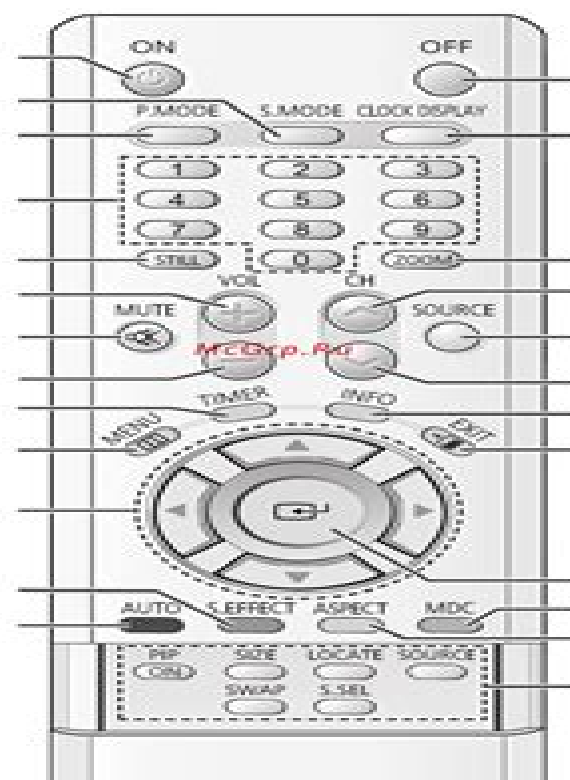 ON OFF
P.MODE S.MODE CLOCK DISPLAY
1 2 3
4 5 6
7 8 9
STILL 0 ZOOM
VOL CH
MUTE SOURCE
McGrp.Ru
TIMER INFO
MENU EXIT
AUTO S.EFFECT ASPECT MDC
PIP SIZE LOCATE SOURCE
ON
SWAP S.SEL